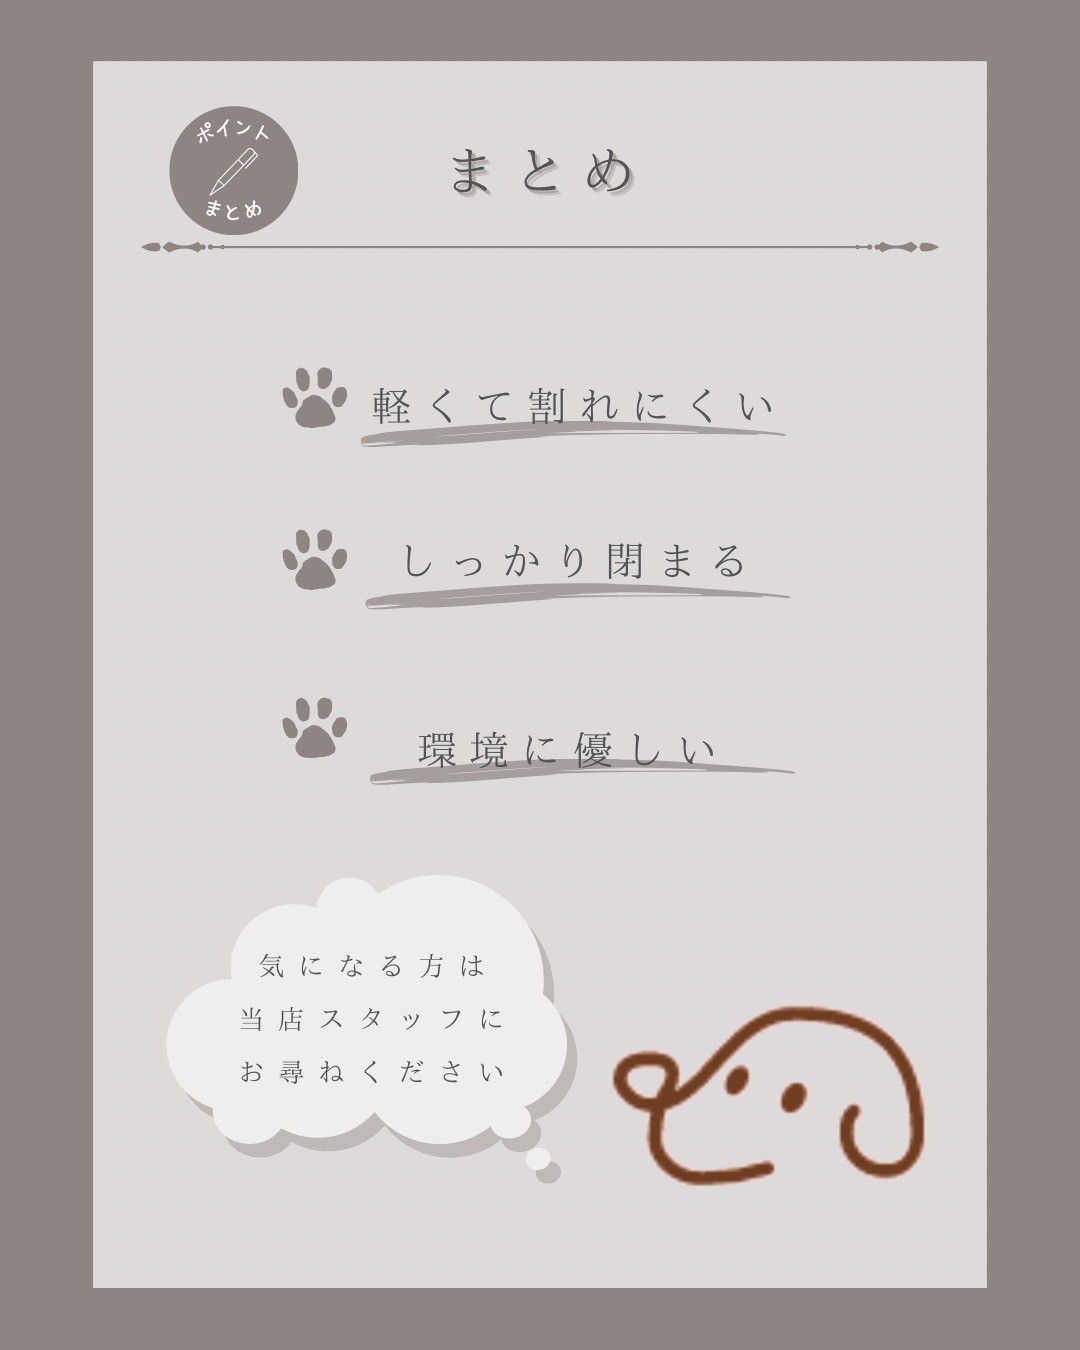 ポイント
まとめ
まとめ
軽くて割れにくい
しっかり閉まる
環境に優しい
気になる方は
当店スタッフに
お尋ねください